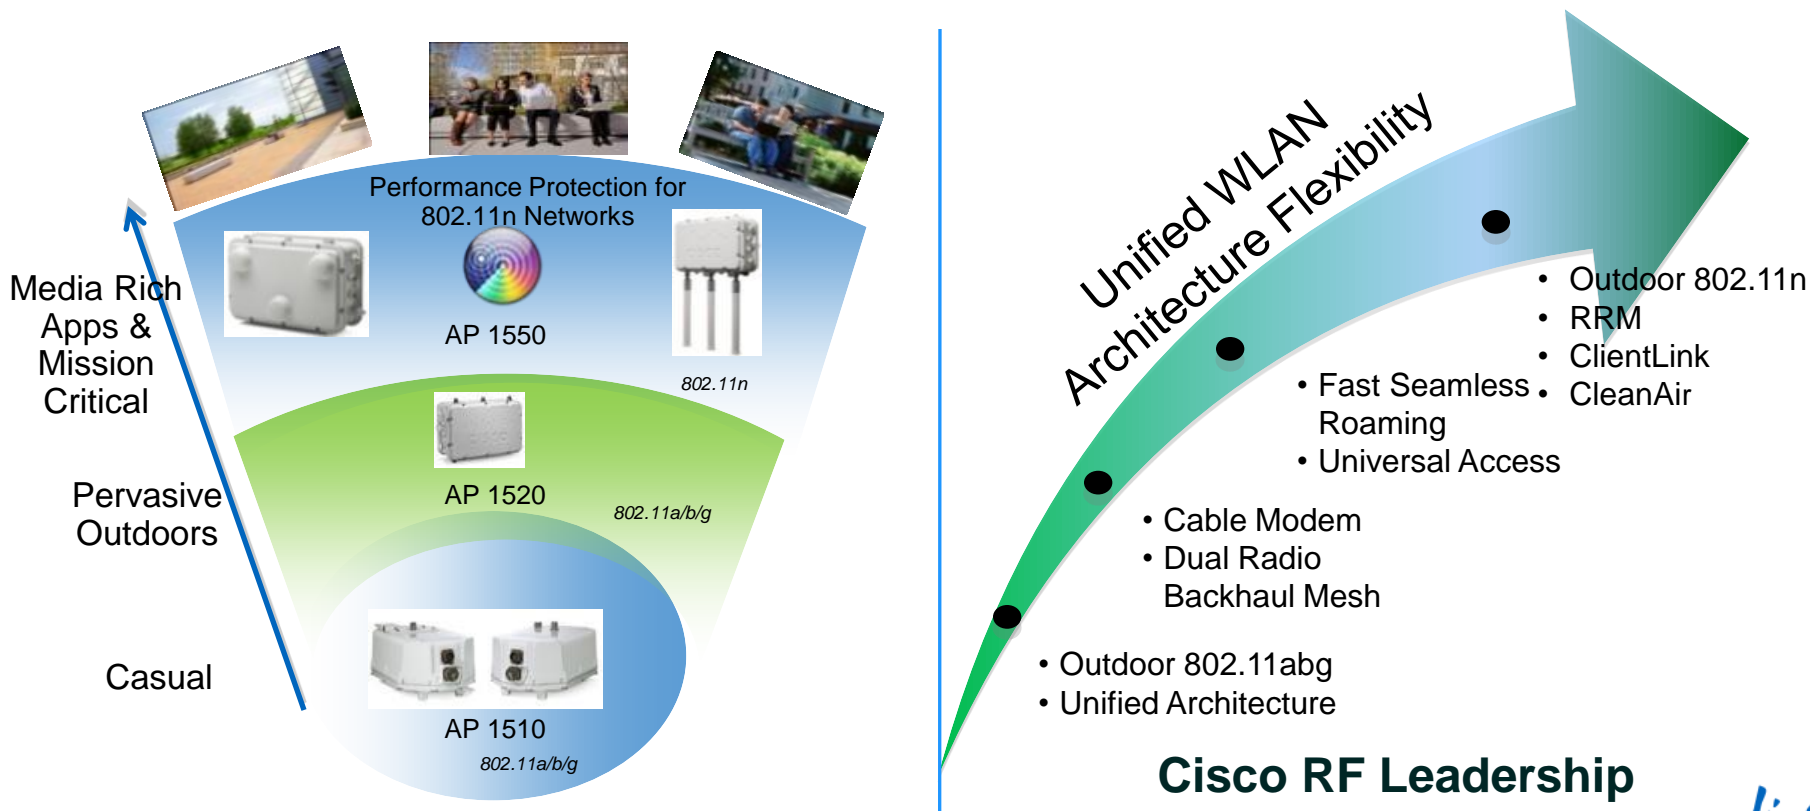 Performance Protection for
802.11n Networks
Media Rich
Apps &
Mission
Critical
AP 1550
802.11n
Pervasive
Outdoors
AP 1520
802.11a/b/g
Casual
AP 1510
802.11a/b/g
Unified WLAN
Architecture Flexibility
• Outdoor 802.11n
• RRM
• ClientLink
• CleanAir
• Fast Seamless
Roaming
• Universal Access
• Cable Modem
• Dual Radio
Backhaul Mesh
• Outdoor 802.11abg
• Unified Architecture
Cisco RF Leadership